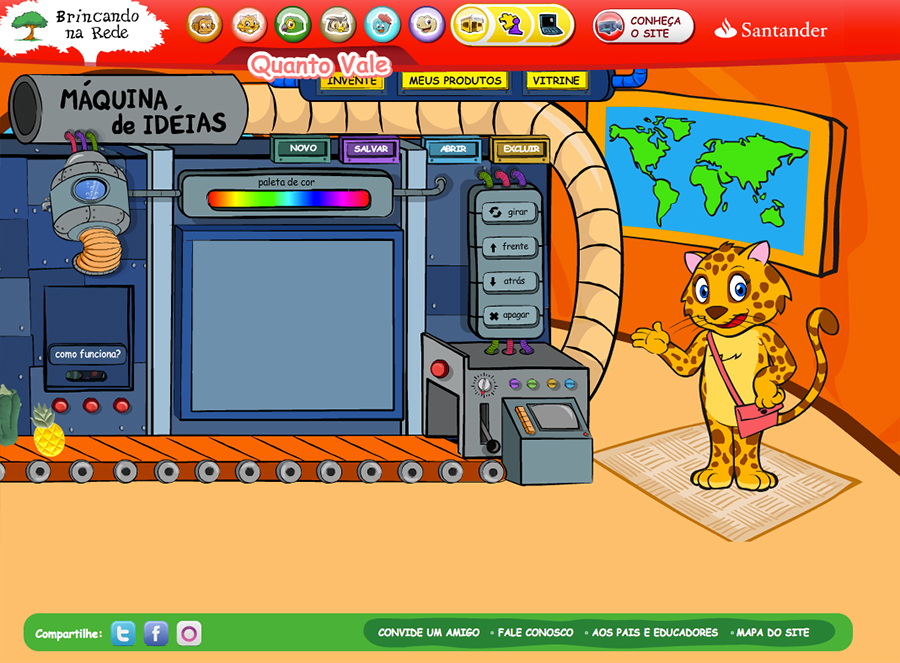 Brincando
na Rede
CONHEÇA
O SITE
Santander
Quanto Vale
INVENTE
MEUS PRODUTOS
VITRINE
MÁQUINA
de IDÉIAS
NOVO
SALVAR
ABRIR
EXCLUIR
paleta de cor
girar
frente
atrás
apagar
como funciona?
Compartilhe:
t
f
CONVIDE UM AMIGO • FALE CONOSCO • AOS PAIS E EDUCADORES • MAPA DO SITE